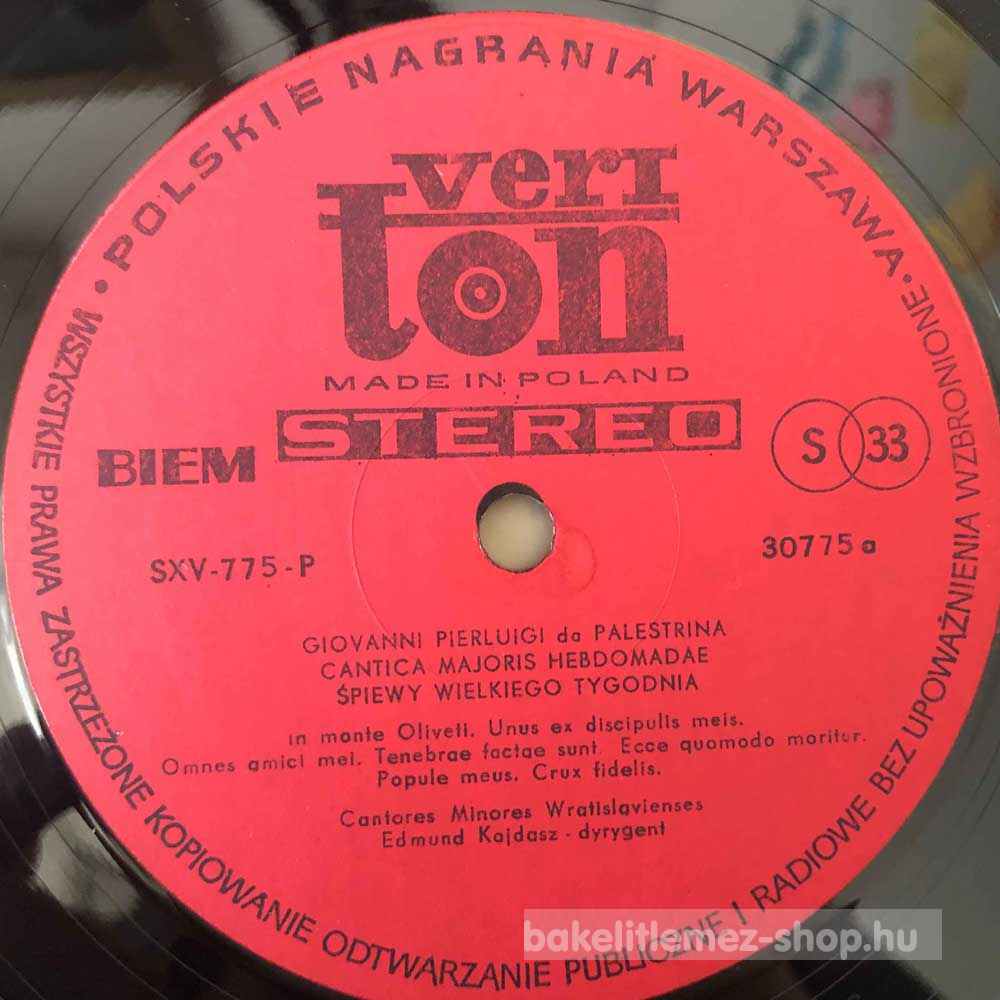 • POLSKIE NAGRANIA WARSZAWA •
veri
ton
MADE IN POLAND
STEREO
BIEM
S 33
SXV-775-P
30775a
GIOVANNI PIERLUIGI da PALESTRINA
CANTICA MAJORIS HEBDOMADAE
ŚPIEWY WIELKIEGO TYGODNIA
in monte Oliveti. Unus ex discipulis meis.
Omnes amici mei. Tenebrae factae sunt. Ecce quomodo moritur.
Popule meus. Crux fidelis.
Cantores Minores Wratislavienses
Edmund Kajdasz - dyrygent
WSZYSTKIE PRAWA ZASTRZEŻONE KOPIOWANIE ODTWARZANIE PUBLICZNE I RADIOWE BEZ UPOWAŻNIENIA WZBRONIONE
bakelitlemez-shop.hu